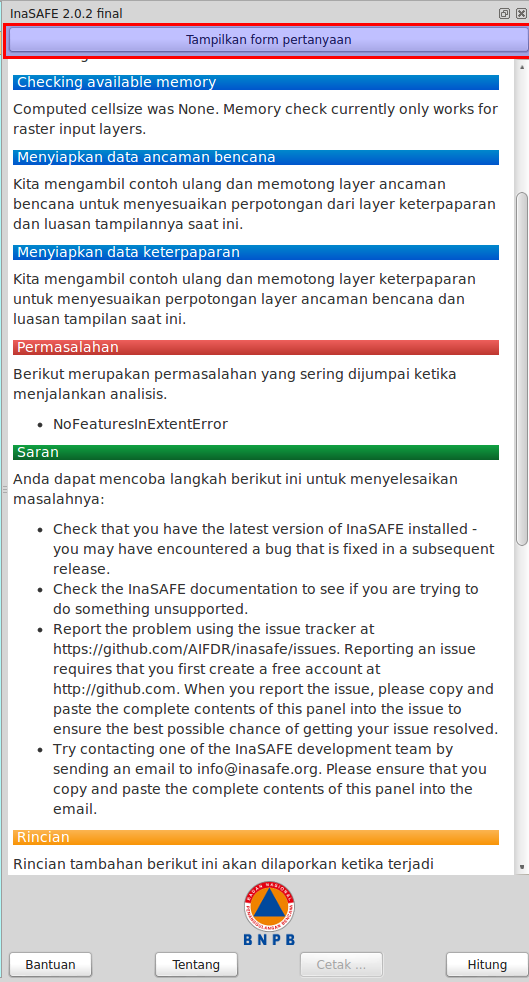 InaSAFE 2.0.2 final
Tampilkan form pertanyaan
Checking available memory
Computed cellsize was None. Memory check currently only works for
raster input layers.
Menyiapkan data ancaman bencana
Kita mengambil contoh ulang dan memotong layer ancaman
bencana untuk menyesuaikan perpotongan dari layer keterpaparan
dan luasan tampilannya saat ini.
Menyiapkan data keterpaparan
Kita mengambil contoh ulang dan memotong layer keterpaparan
untuk menyesuaikan perpotongan layer ancaman bencana dan
luasan tampilan saat ini.
Permasalahan
Berikut merupakan permasalahan yang sering dijumpai ketika
menjalankan analisis.
• NoFeaturesInExtentError
Saran
Anda dapat mencoba langkah berikut ini untuk menyelesaikan
masalahnya:
• Check that you have the latest version of InaSAFE installed -
you may have encountered a bug that is fixed in a subsequent
release.
• Check the InaSAFE documentation to see if you are trying to
do something unsupported.
• Report the problem using the issue tracker at
https://github.com/AIFDR/inasafe/issues. Reporting an issue
requires that you first create a free account at
http://github.com. When you report the issue, please copy and
paste the complete contents of this panel into the issue to
ensure the best possible chance of getting your issue resolved.
• Try contacting one of the InaSAFE development team by
sending an email to info@inasafe.org. Please ensure that you
copy and paste the complete contents of this panel into the
email.
Rincian
Rincian tambahan berikut ini akan dilaporkan ketika terjadi
BADAN NASIONAL
PENANGGULANGAN BENCANA
BNPB
Bantuan
Tentang
Cetak ...
Hitung